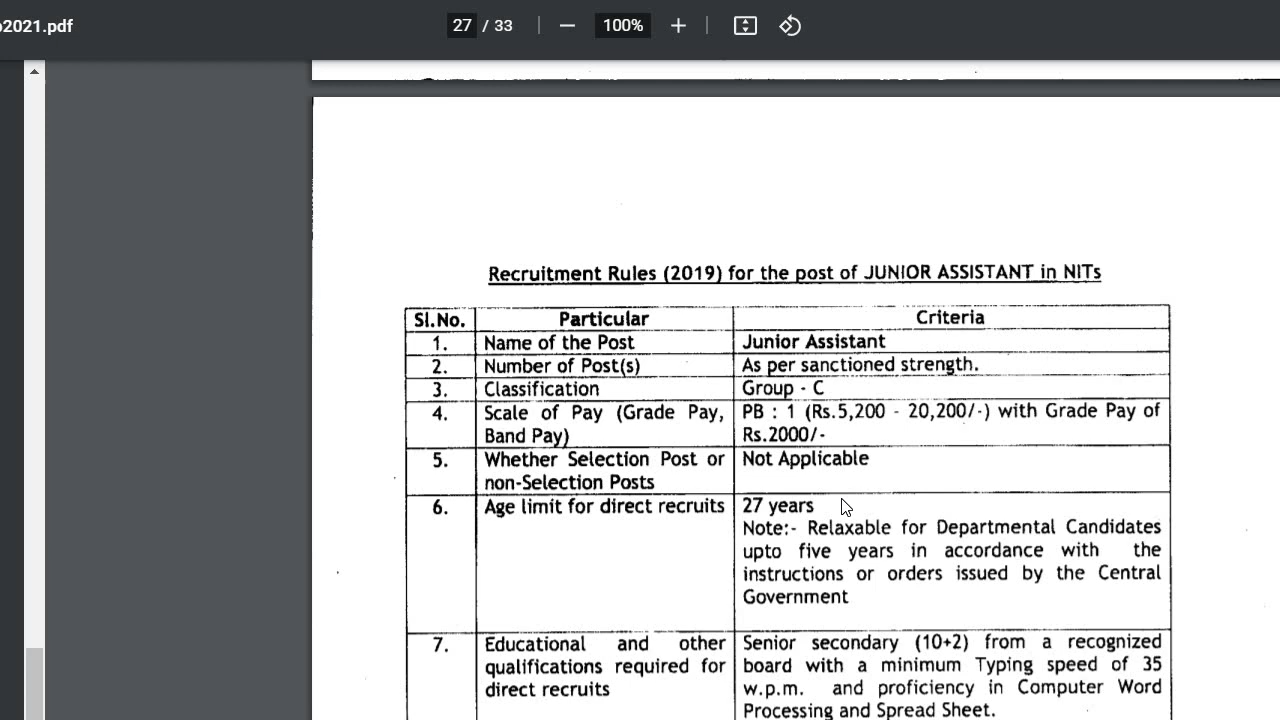 o2021.pdf
27 / 33
100%
Recruitment Rules (2019) for the post of JUNIOR ASSISTANT in NITs
Sl.No. Particular Criteria
1. Name of the Post Junior Assistant
2. Number of Post(s) As per sanctioned strength.
3. Classification Group - C
4. Scale of Pay (Grade Pay, PB : 1 (Rs.5,200 - 20,200/-) with Grade Pay of
Band Pay) Rs.2000/-
5. Whether Selection Post or Not Applicable
non-Selection Posts
6. Age limit for direct recruits 27 years
Note:- Relaxable for Departmental Candidates
upto five years in accordance with the
instructions or orders issued by the Central
Government
7. Educational and other Senior secondary (10+2) from a recognized
qualifications required for board with a minimum Typing speed of 35
direct recruits w.p.m. and proficiency in Computer Word
Processing and Spread Sheet.